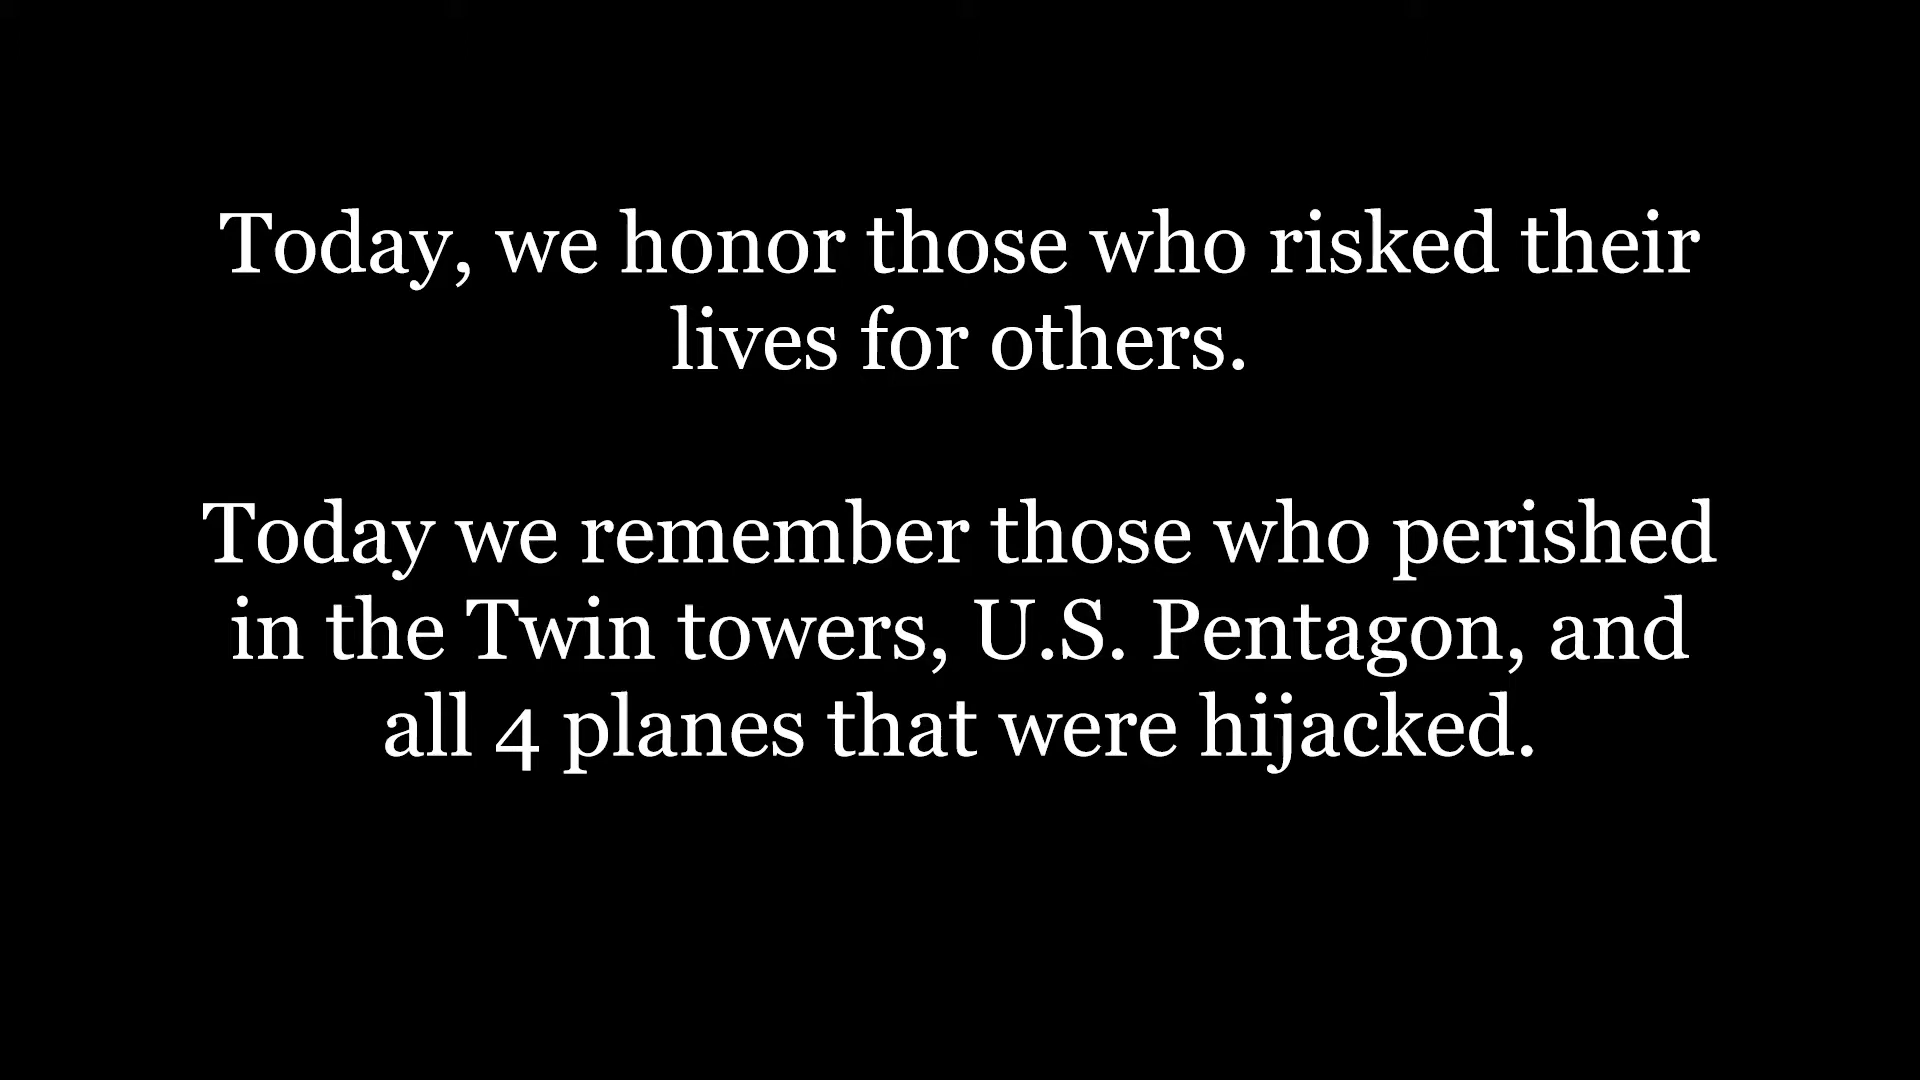 Today, we honor those who risked their
lives for others.
Today we remember those who perished
in the Twin towers, U.S. Pentagon, and
all 4 planes that were hijacked.